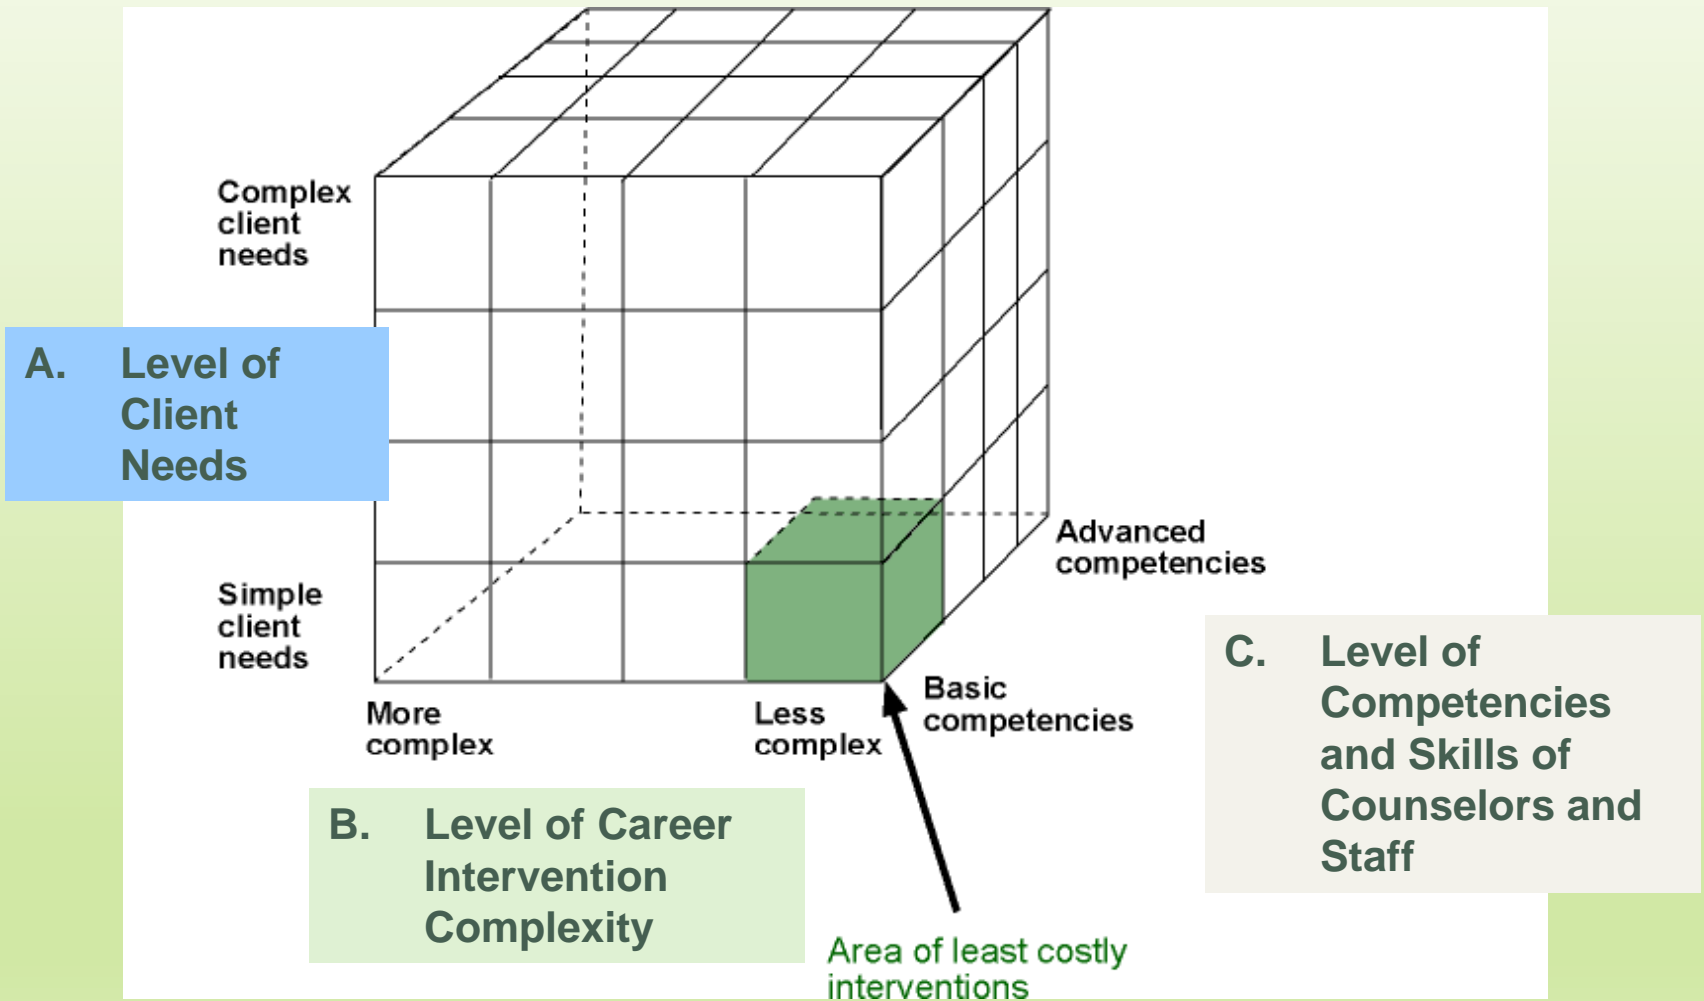 Complex
client
needs
A. Level of
Client
Needs
Simple
client
needs
More
complex
Less
complex
Basic
competencies
Advanced
competencies
B. Level of Career
Intervention
Complexity
C. Level of
Competencies
and Skills of
Counselors and
Staff
Area of least costly
interventions